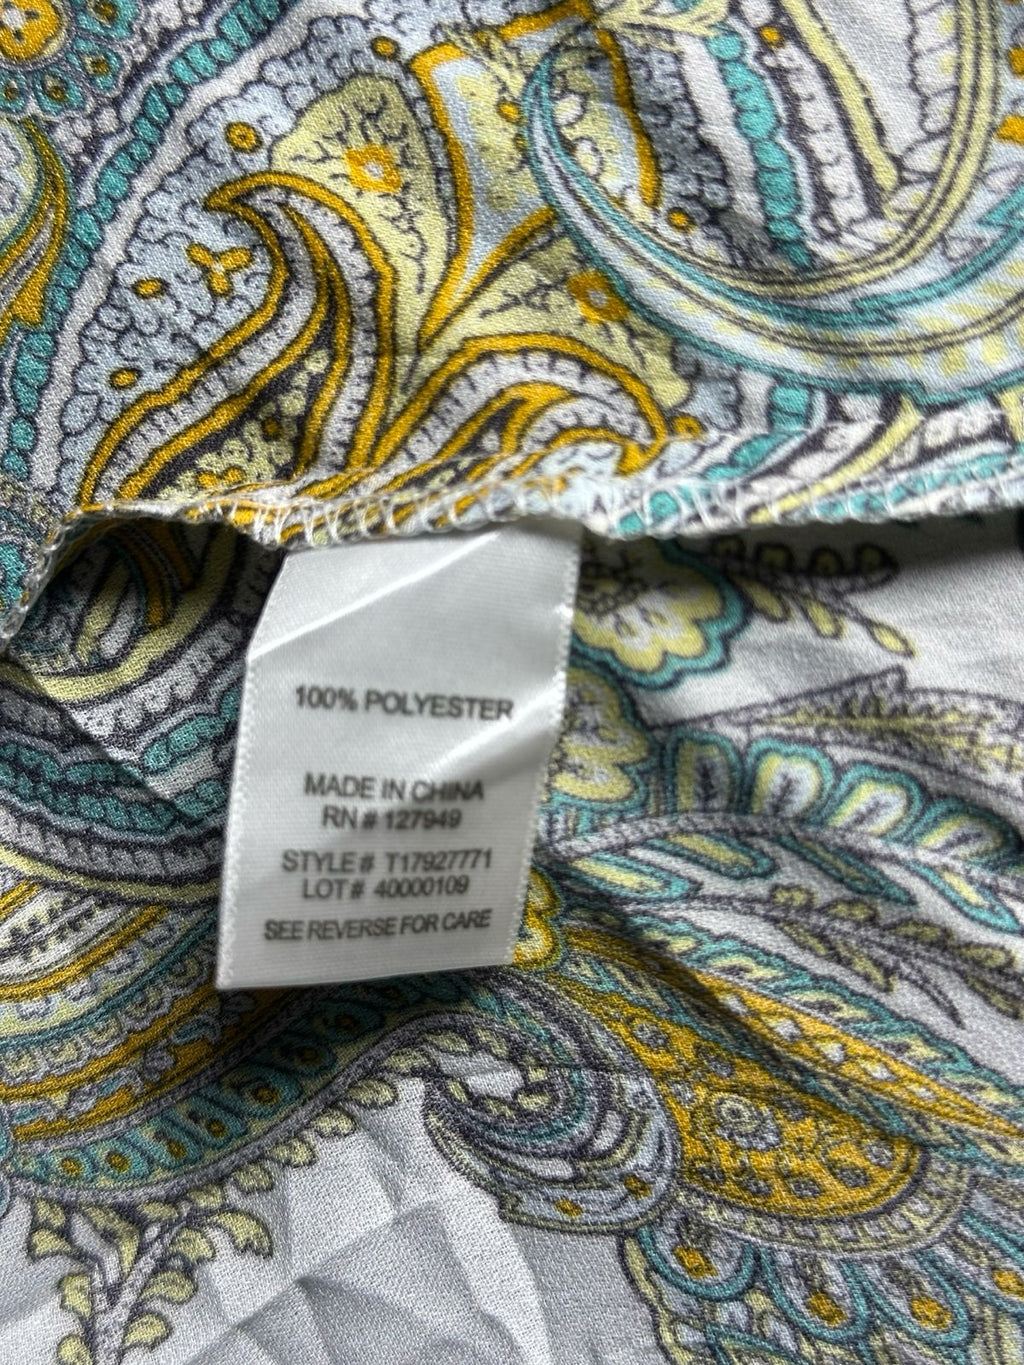 100% POLYESTER
MADE IN CHINA
RN # 127949
STYLE# T17927771
LOT# 40000109
SEE REVERSE FOR CARE